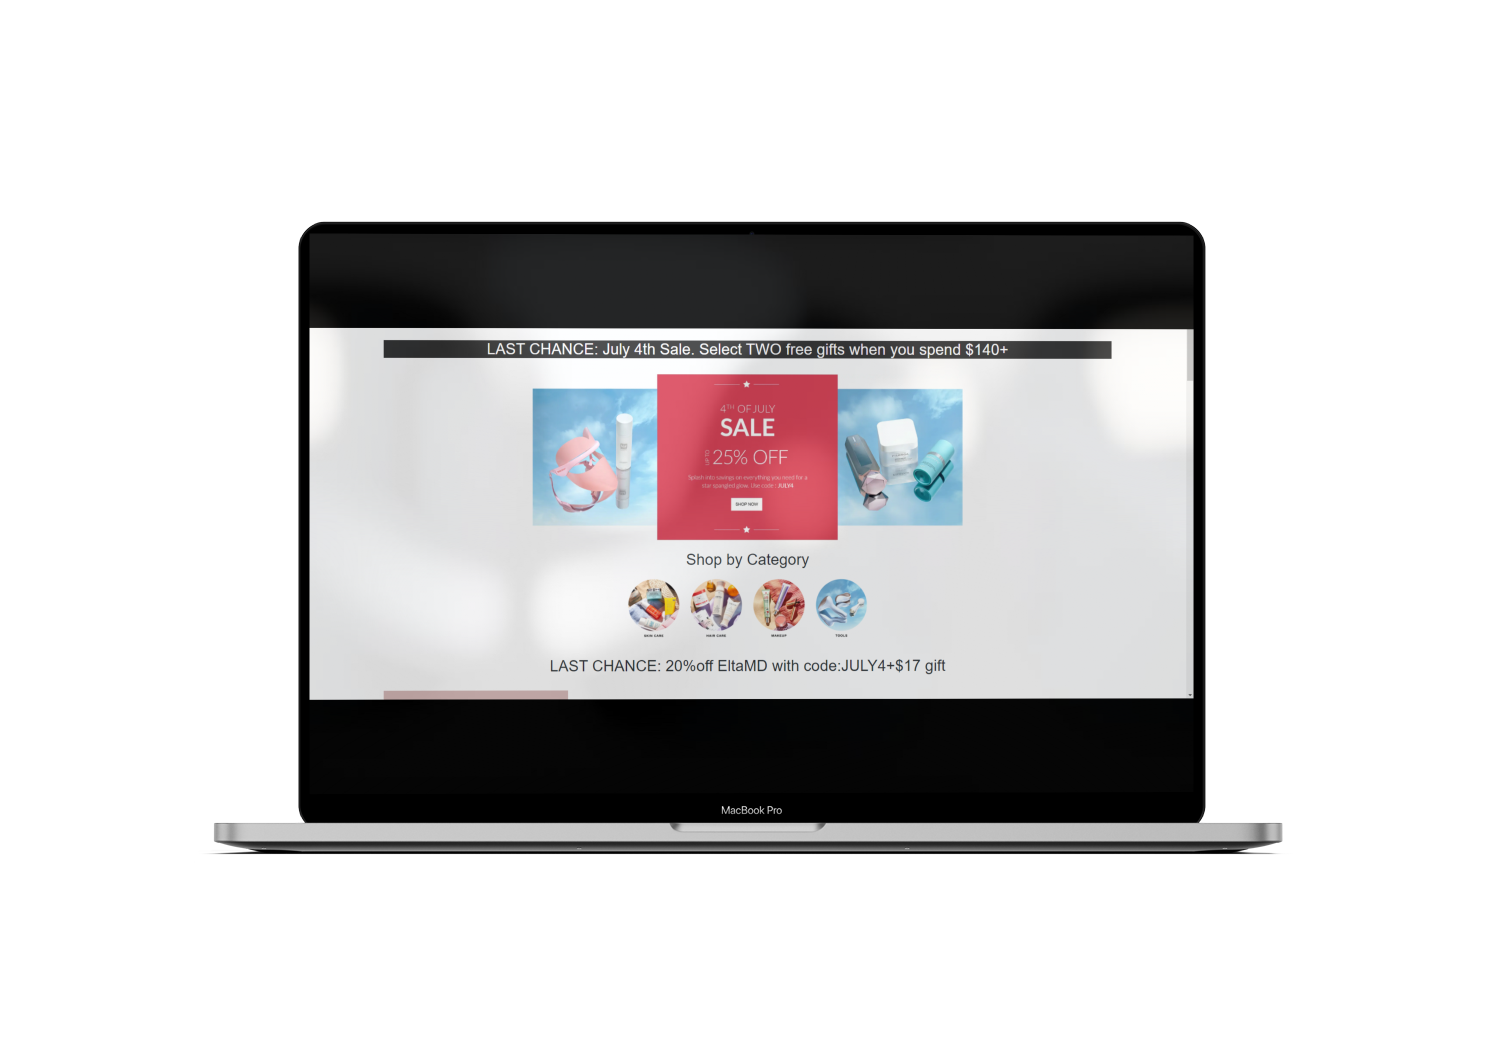 LAST CHANCE: July 4th Sale. Select TWO free gifts when you spend $140+
4TH OF JULY
SALE
UP TO 25% OFF
Splash into savings on everything you need for a
star spangled glow. Use code : JULY4
SHOP NOW
Shop by Category
SKIN CARE HAIR CARE MAKEUP TOOLS
LAST CHANCE: 20%off EltaMD with code:JULY4+$17 gift
MacBook Pro